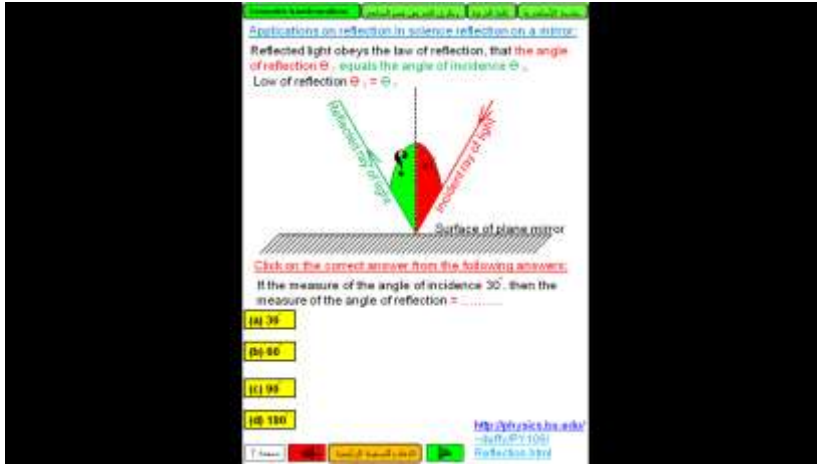 Applications on reflection in science reflection on a mirror:
Reflected light obeys the law of reflection, that the angle
of reflection Θ , equals the angle of incidence Θ ,
Low of reflection Θ , = Θ ,
Reflected ray of light
Incident ray of light
?
Surface of plane mirror
Click on the correct answer from the following answers:
If the measure of the angle of incidence 30°, then the
measure of the angle of reflection = ..........
(a) 30°
(b) 60°
(c) 90°
(d) 180°
http://physics.bu.edu/
~duffy/PY106/
Reflection.html